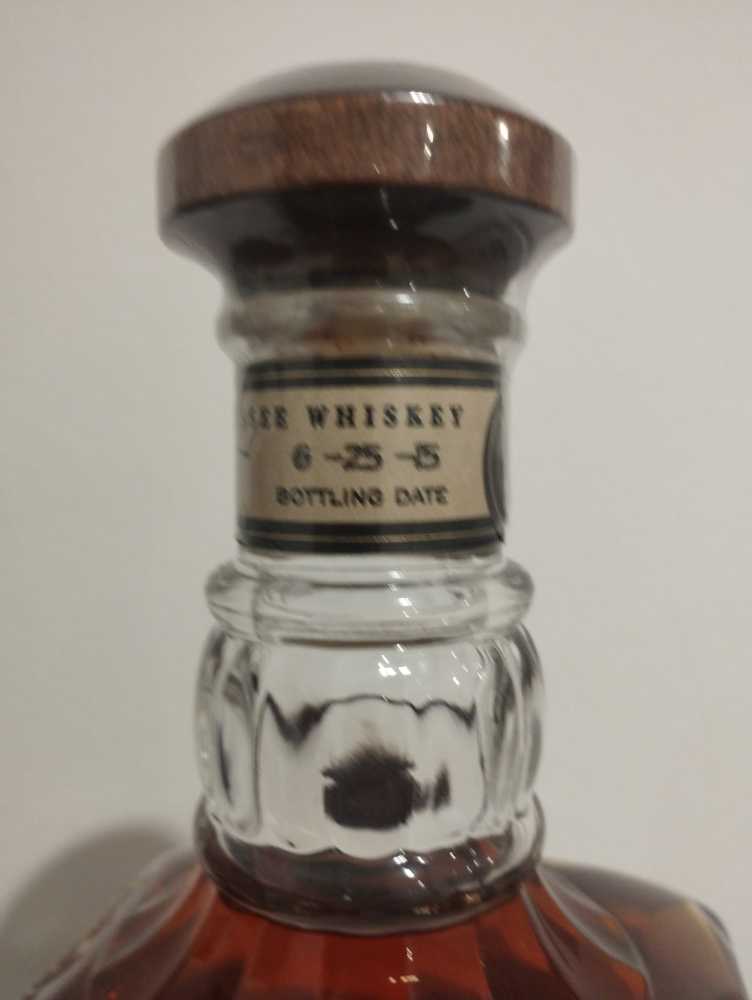 SEE WHISKEY
6-25-15
BOTTLING DATE